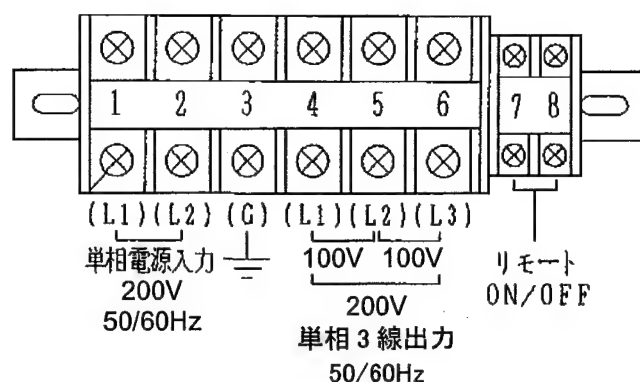 1 2 3 4 5 6 7 8
(L1) (L2) (G) (L1) (L2) (L3)
単相電源入力
200V
50/60Hz
100V 100V
200V
単相3線出力
50/60Hz
リモート
ON/OFF